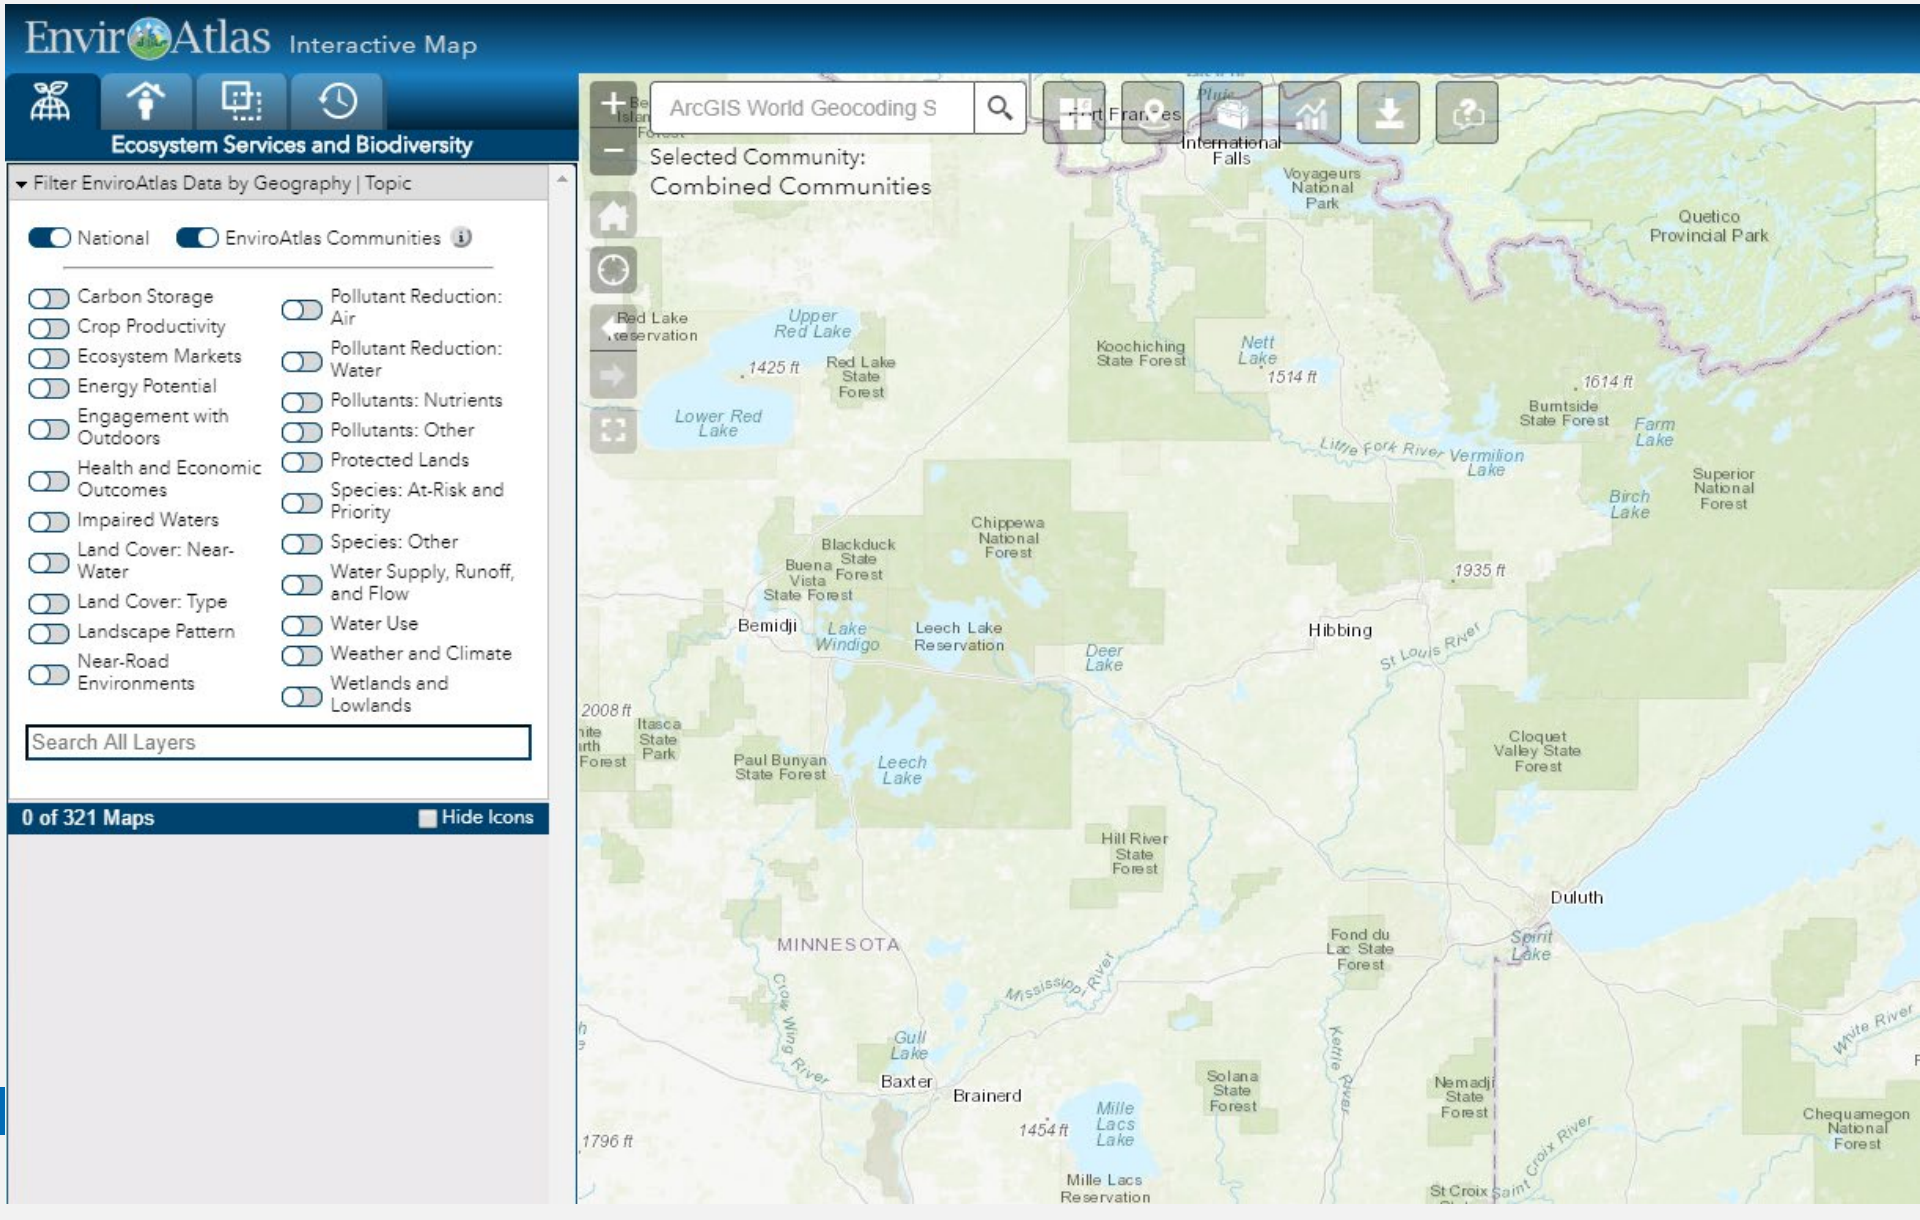 EnviroAtlas Interactive Map
Ecosystem Services and Biodiversity
Filter EnviroAtlas Data by Geography | Topic
National
EnviroAtlas Communities
Carbon Storage
Crop Productivity
Ecosystem Markets
Energy Potential
Engagement with
Outdoors
Health and Economic
Outcomes
Impaired Waters
Land Cover: Near-
Water
Land Cover: Type
Landscape Pattern
Near-Road
Environments
Pollutant Reduction:
Air
Pollutant Reduction:
Water
Pollutants: Nutrients
Pollutants: Other
Protected Lands
Species: At-Risk and
Priority
Species: Other
Water Supply, Runoff,
and Flow
Water Use
Weather and Climate
Wetlands and
Lowlands
Search All Layers
0 of 321 Maps
Hide Icons
ArcGIS World Geocoding S
Selected Community:
Combined Communities
International
Falls
Voyageurs
National
Park
Quetico
Provincial Park
Red Lake
Upper
Red Lake
1425 ft
Red Lake
State
Forest
Lower Red
Lake
Koochiching
State Forest
Nett
Lake
1514 ft
1614 ft
Burntside
State Forest
Farm
Lake
Little Fork River
Vermilion
Lake
Birch
Lake
Superior
National
Forest
Chippewa
National
Forest
Blackduck
State
Forest
Buena
Vista
State Forest
1935 ft
Bemidji
Lake
Windigo
Leech Lake
Reservation
Deer
Lake
Hibbing
St Louis River
2008 ft
Itasca
State
Park
Forest
Paul Bunyan
State Forest
Leech
Lake
Cloquet
Valley State
Forest
Hill River
State
Forest
Duluth
MINNESOTA
Fond du
Lac State
Forest
Spirit
Lake
Crow Wing River
Mississippi River
Kettle River
White River
Gull
Lake
Baxter
Brainerd
Solana
State
Forest
Nemadji
State
Forest
Mille
Lacs
Lake
1454 ft
1796 ft
Chequamegon
National
Forest
Mille Lacs
Reservation
St Croix
Saint Croix River